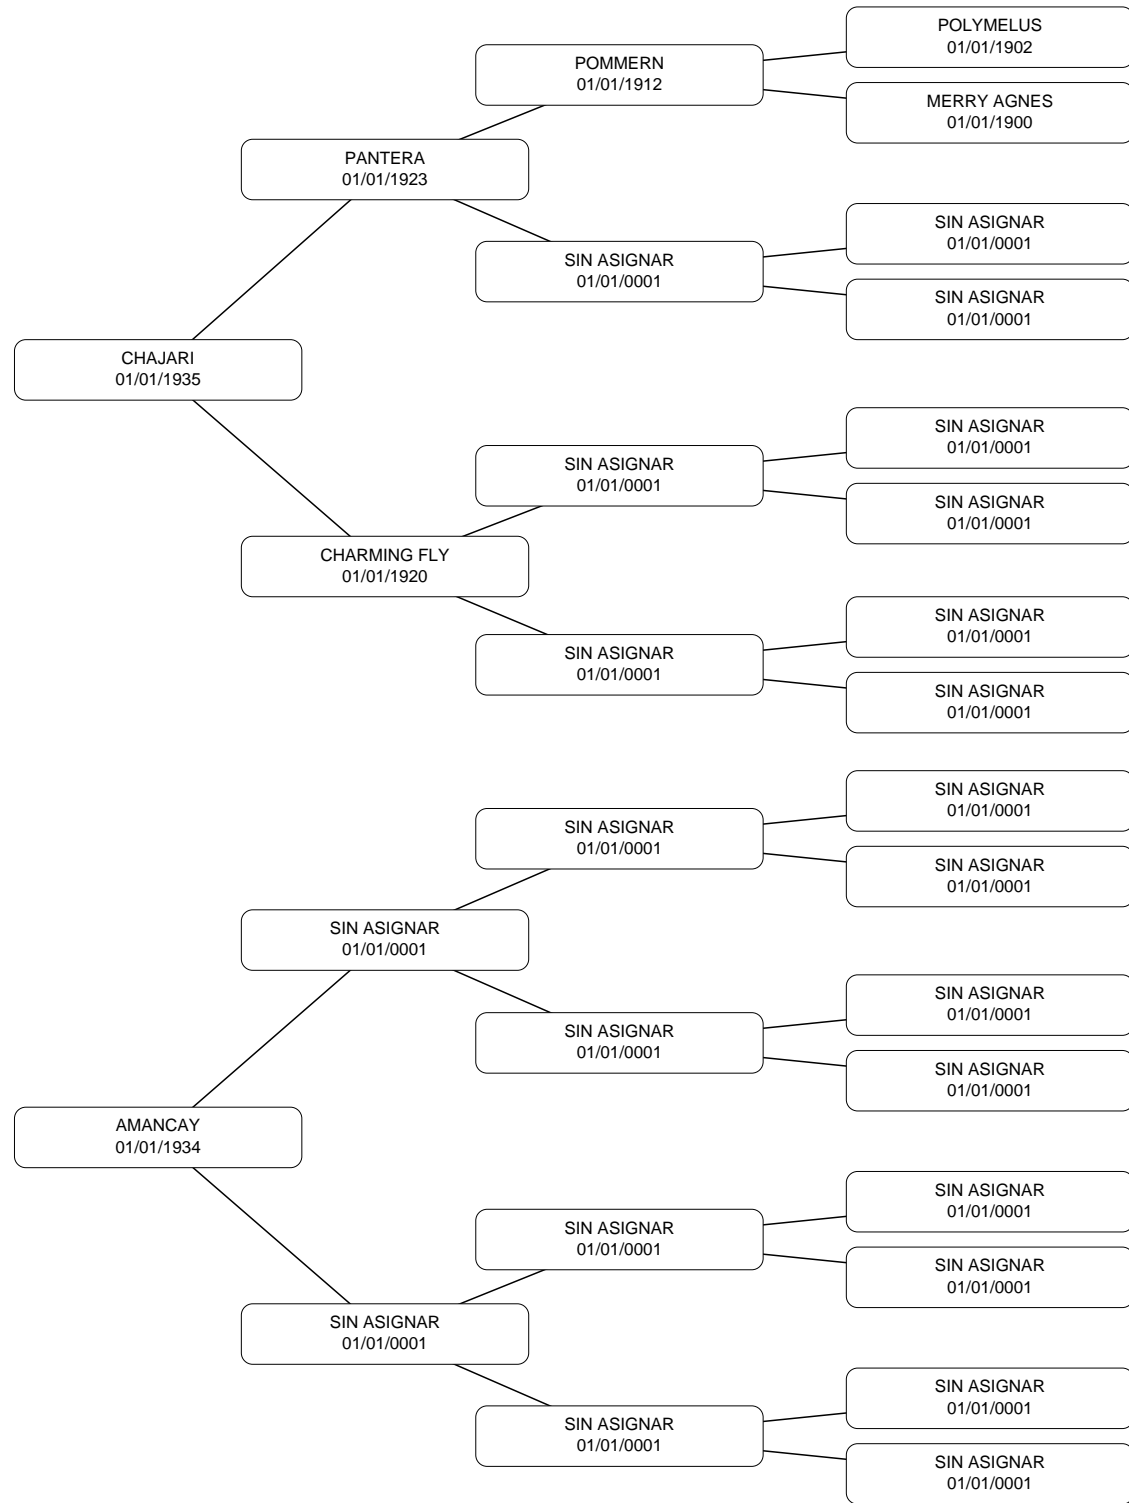 POLYMELUS
01/01/1902
POMMERN
01/01/1912
MERRY AGNES
01/01/1900
PANTERA
01/01/1923
SIN ASIGNAR
01/01/0001
SIN ASIGNAR
01/01/0001
SIN ASIGNAR
01/01/0001
CHAJARI
01/01/1935
SIN ASIGNAR
01/01/0001
SIN ASIGNAR
01/01/0001
SIN ASIGNAR
01/01/0001
CHARMING FLY
01/01/1920
SIN ASIGNAR
01/01/0001
SIN ASIGNAR
01/01/0001
SIN ASIGNAR
01/01/0001
SIN ASIGNAR
01/01/0001
SIN ASIGNAR
01/01/0001
SIN ASIGNAR
01/01/0001
SIN ASIGNAR
01/01/0001
SIN ASIGNAR
01/01/0001
SIN ASIGNAR
01/01/0001
SIN ASIGNAR
01/01/0001
AMANCAY
01/01/1934
SIN ASIGNAR
01/01/0001
SIN ASIGNAR
01/01/0001
SIN ASIGNAR
01/01/0001
SIN ASIGNAR
01/01/0001
SIN ASIGNAR
01/01/0001
SIN ASIGNAR
01/01/0001
SIN ASIGNAR
01/01/0001